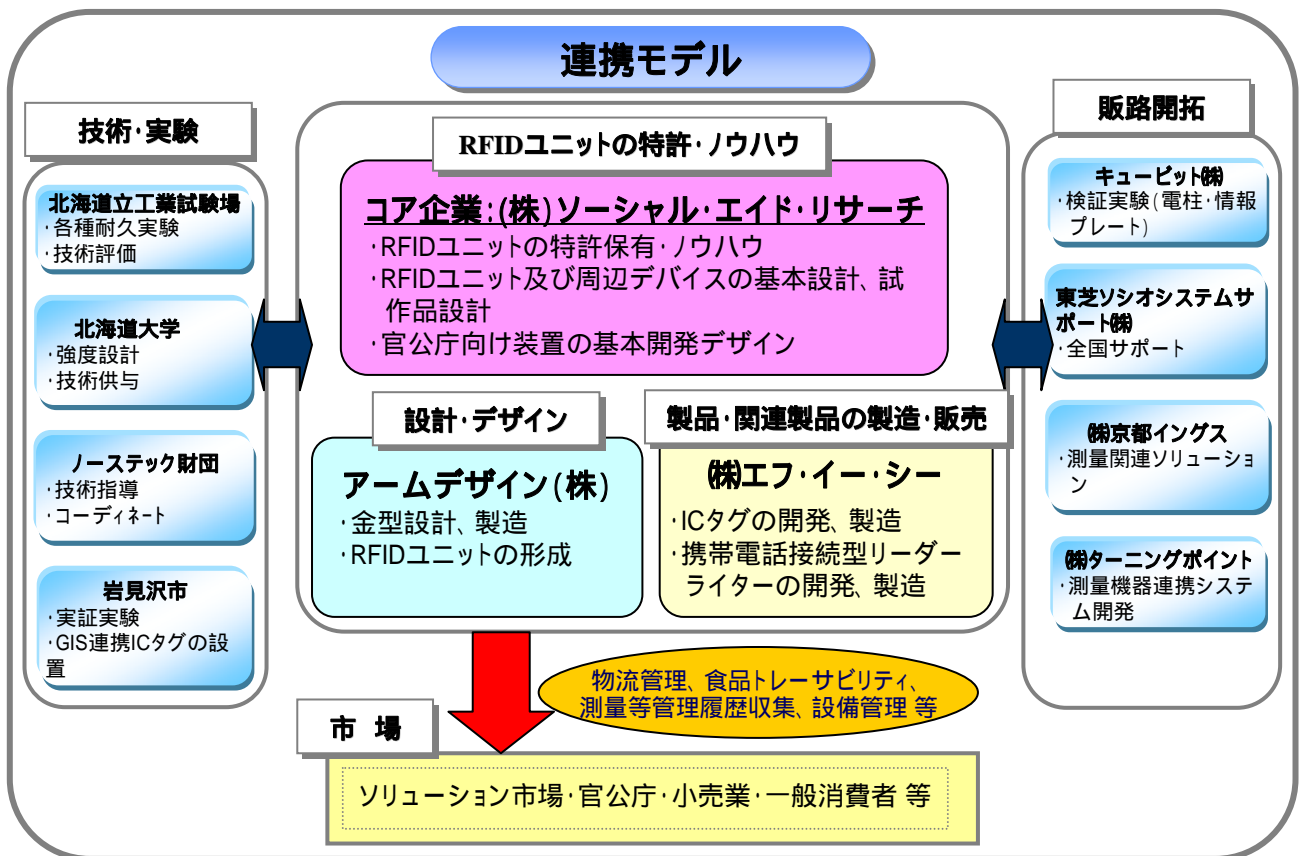 連携モデル
技術・実験
北海道立工業試験場
・各種耐久実験
・技術評価
北海道大学
・強度設計
・技術供与
ノーステック財団
・技術指導
・コーディネート
岩見沢市
・実証実験
・GIS連携ICタグの設
置
RFIDユニットの特許・ノウハウ
コア企業:(株)ソーシャル・エイド・リサーチ
・RFIDユニットの特許保有・ノウハウ
・RFIDユニット及び周辺デバイスの基本設計、試
作品設計
・官公庁向け装置の基本開発デザイン
設計・デザイン
アームデザイン(株)
・金型設計、製造
・RFIDユニットの形成
製品・関連製品の製造・販売
㈱エフ・イー・シー
・ICタグの開発、製造
・携帯電話接続型リーダー
ライターの開発、製造
販路開拓
キュービット㈱
・検証実験(電柱・情報
プレート)
東芝ソシオシステムサ
ポート㈱
・全国サポート
㈱京都イングス
・測量関連ソリューショ
ン
㈱ターニングポイント
・測量機器連携システ
ム開発
物流管理、食品トレーサビリティ、
測量等管理履歴収集、設備管理 等
市 場
ソリューション市場・官公庁・小売業・一般消費者 等